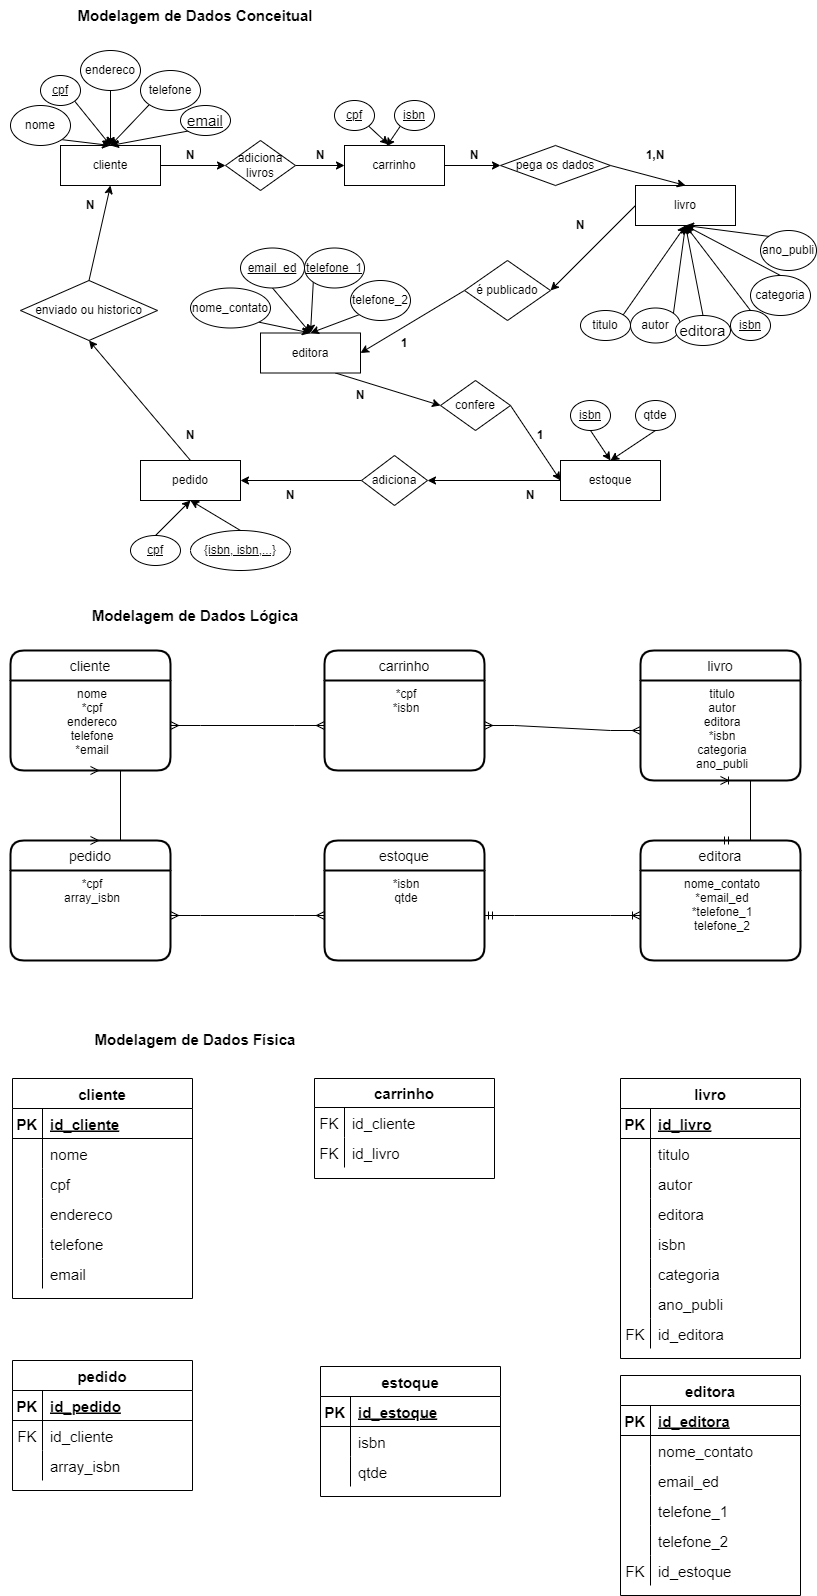 Modelagem de Dados Conceitual
endereco
cpf
telefone
nome
email
cpf
isbn
cliente
N
adiciona
livros
N
carrinho
N
pega os dados
1,N
livro
N
N
ano_publi
email_ed
telefone_1
é publicado
categoria
enviado ou historico
nome_contato
telefone_2
titulo
autor
editora
isbn
editora
1
N
confere
isbn
qtde
N
1
pedido
adiciona
estoque
N
N
cpf
{isbn, isbn,...}
Modelagem de Dados Lógica
cliente
nome
*cpf
endereco
telefone
*email
carrinho
*cpf
*isbn
livro
titulo
autor
editora
*isbn
categoria
ano_publi
pedido
*cpf
array_isbn
estoque
*isbn
qtde
editora
nome_contato
*email_ed
*telefone_1
telefone_2
Modelagem de Dados Física
cliente
PK id_cliente
nome
cpf
endereco
telefone
email
carrinho
FK id_cliente
FK id_livro
livro
PK id_livro
titulo
autor
editora
isbn
categoria
ano_publi
FK id_editora
pedido
PK id_pedido
FK id_cliente
array_isbn
estoque
PK id_estoque
isbn
qtde
editora
PK id_editora
nome_contato
email_ed
telefone_1
telefone_2
FK id_estoque